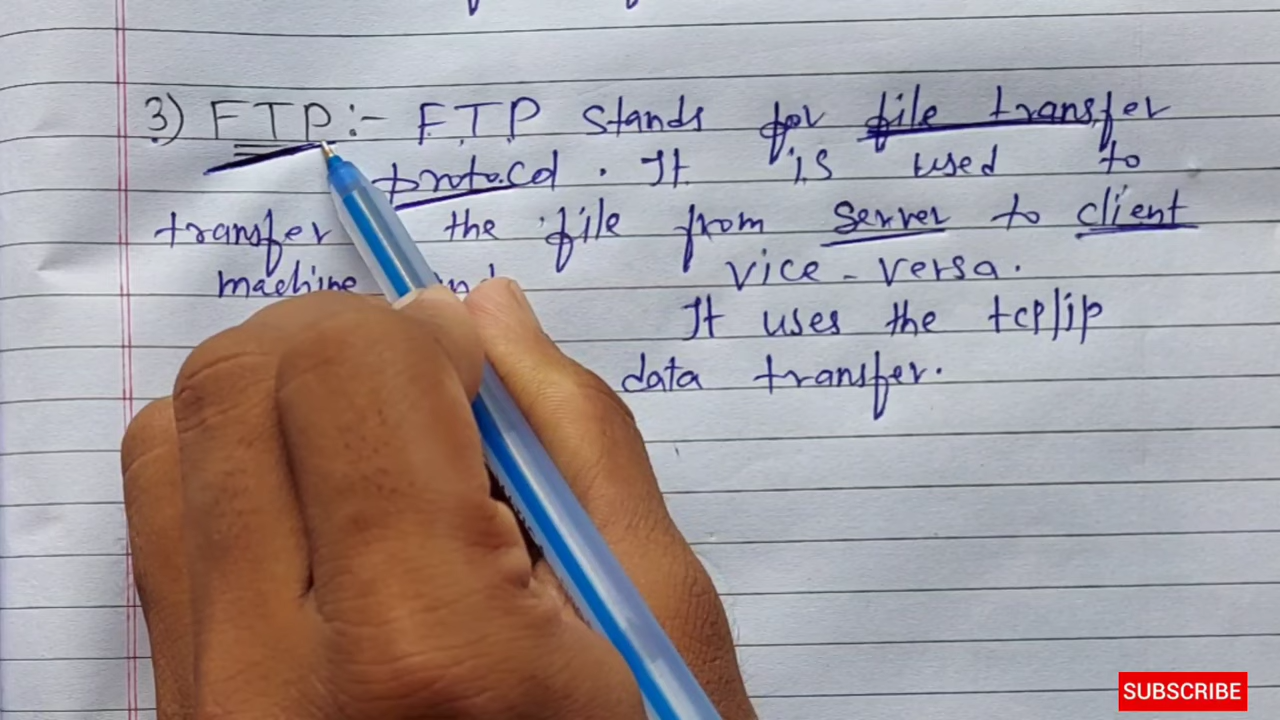 3) FTP:- FTP stands for file transfer
protocol. It is used to
transfer the file from server to client
machine vice-versa.
It uses the tcp/ip
data transfer.
SUBSCRIBE